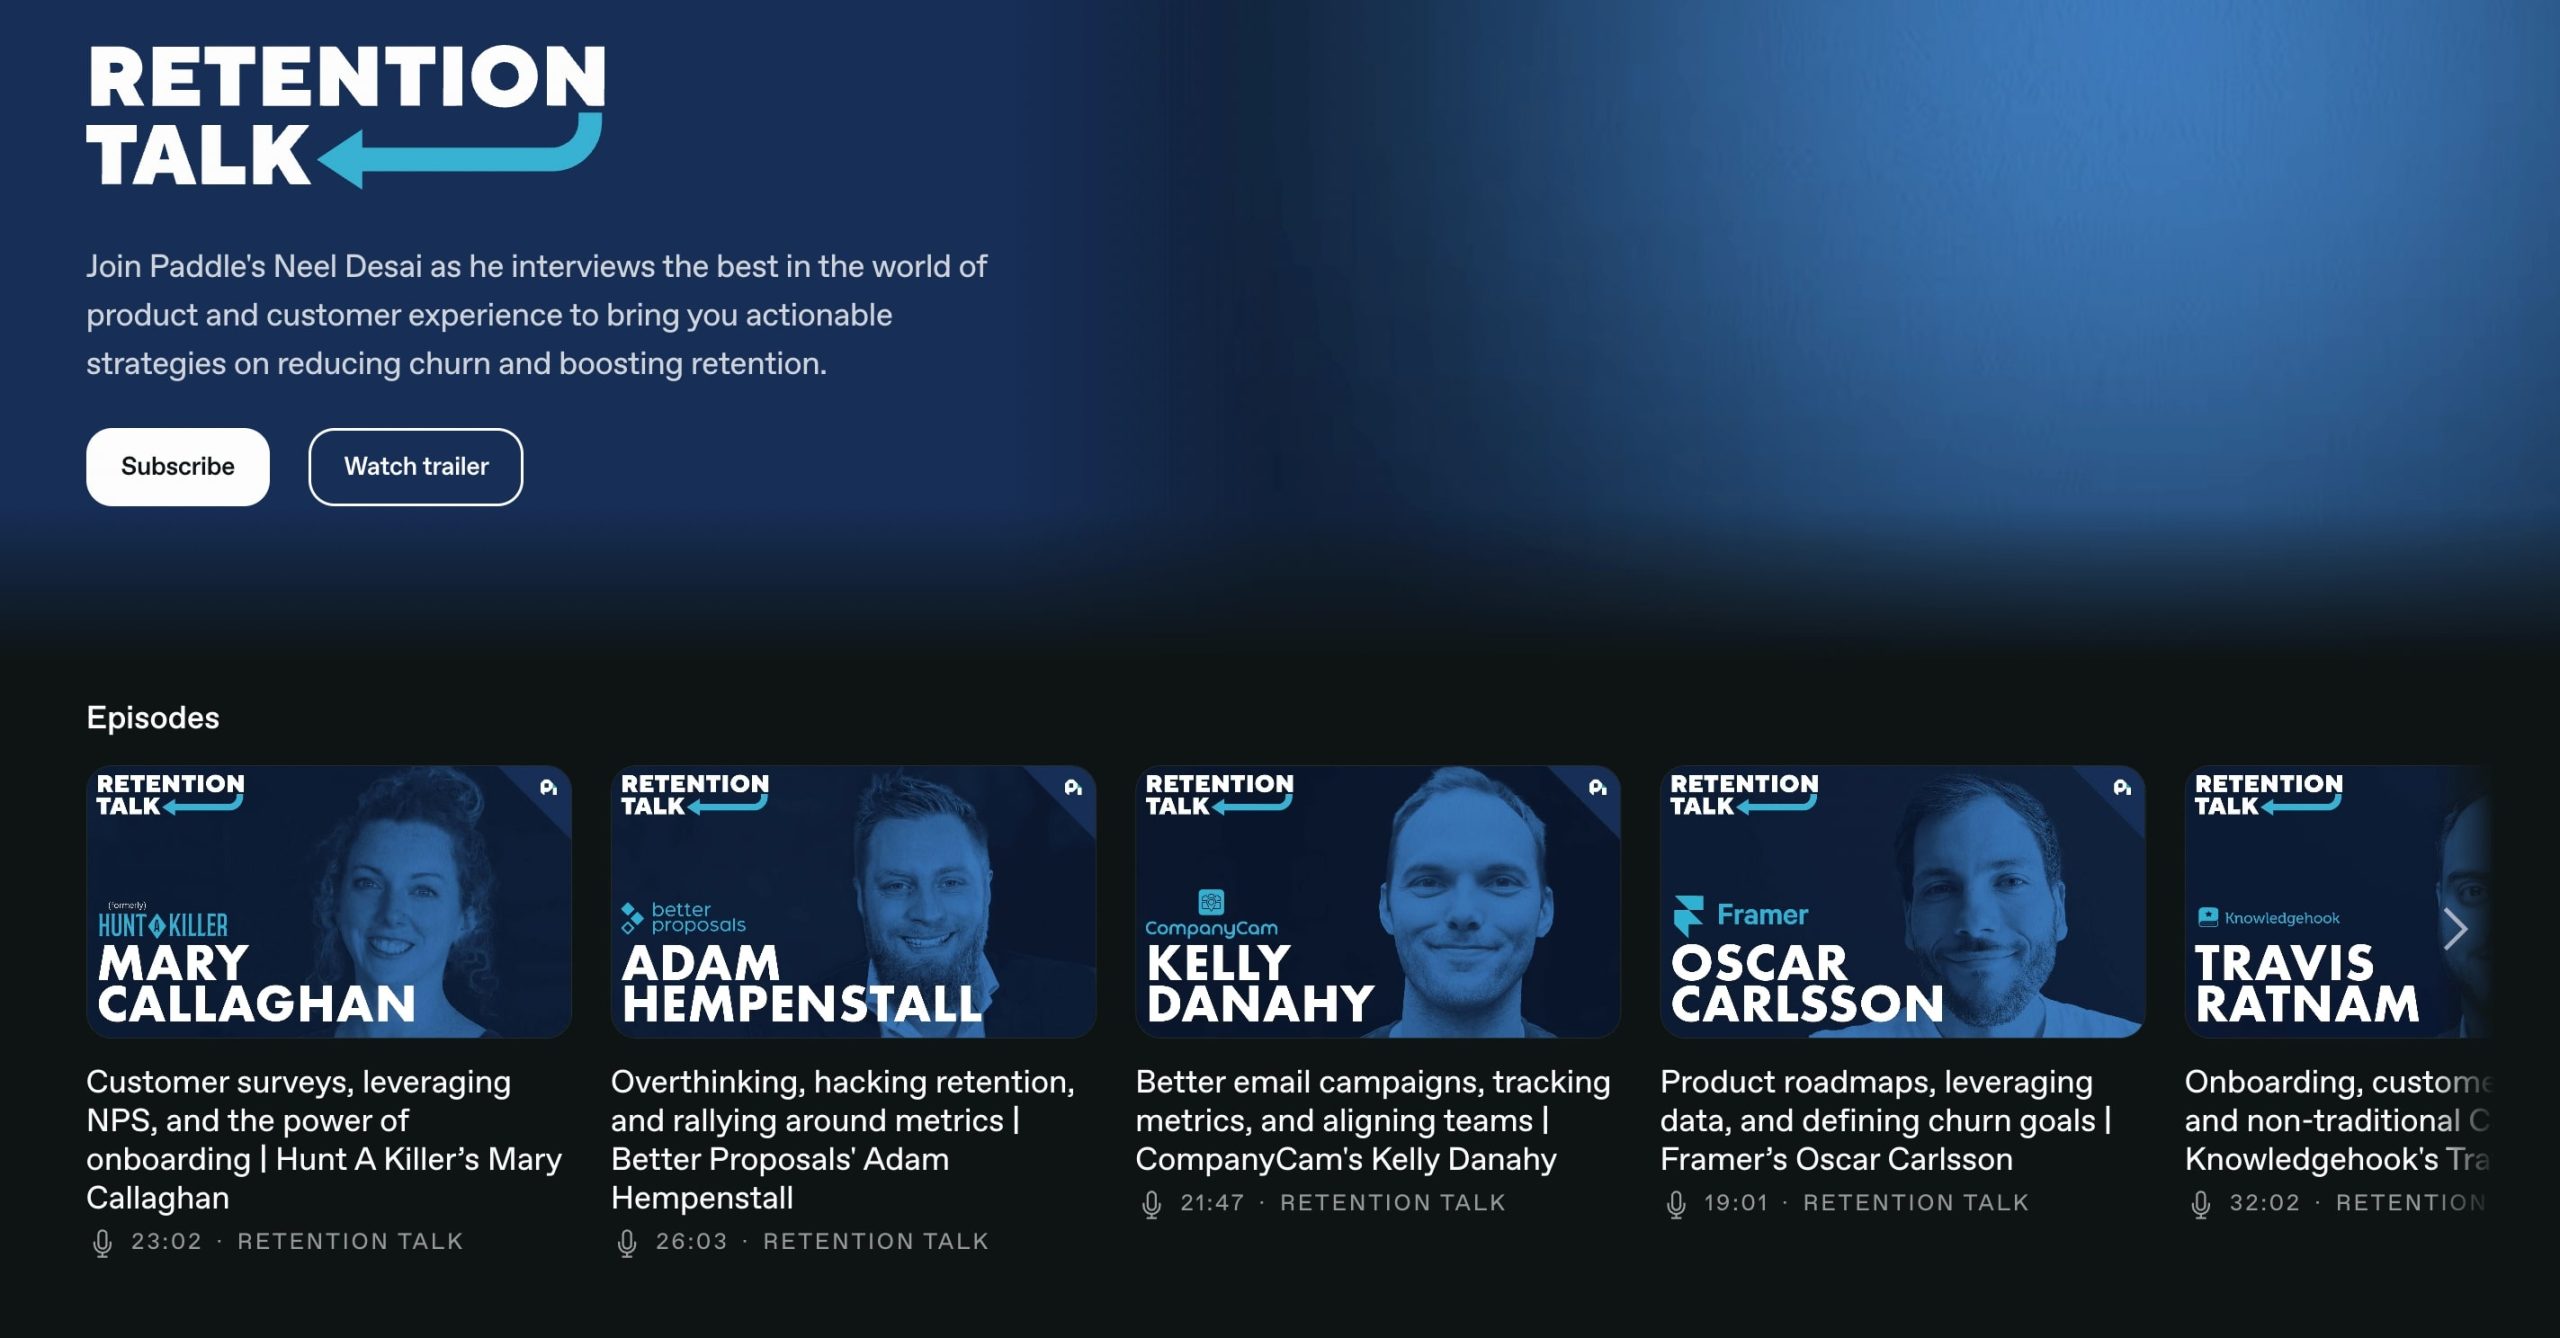 RETENTION
TALK
Join Paddle's Neel Desai as he interviews the best in the world of
product and customer experience to bring you actionable
strategies on reducing churn and boosting retention.
Subscribe
Watch trailer
Episodes
RETENTION
TALK
(formerly)
HUNT A KILLER
MARY
CALLAGHAN
Customer surveys, leveraging
NPS, and the power of
onboarding | Hunt A Killer’s Mary
Callaghan
23:02 · RETENTION TALK
RETENTION
TALK
better
proposals
ADAM
HEMPENSTALL
Overthinking, hacking retention,
and rallying around metrics |
Better Proposals' Adam
Hempenstall
26:03 · RETENTION TALK
RETENTION
TALK
CompanyCam
KELLY
DANAHY
Better email campaigns, tracking
metrics, and aligning teams |
CompanyCam's Kelly Danahy
21:47 · RETENTION TALK
RETENTION
TALK
Framer
OSCAR
CARLSSON
Product roadmaps, leveraging
data, and defining churn goals |
Framer’s Oscar Carlsson
19:01 · RETENTION TALK
RETENTION
TALK
Knowledgehook
TRAVIS
RATNAM
Onboarding, custome
and non-traditional C
Knowledgehook's Tra
32:02 · RETENTION